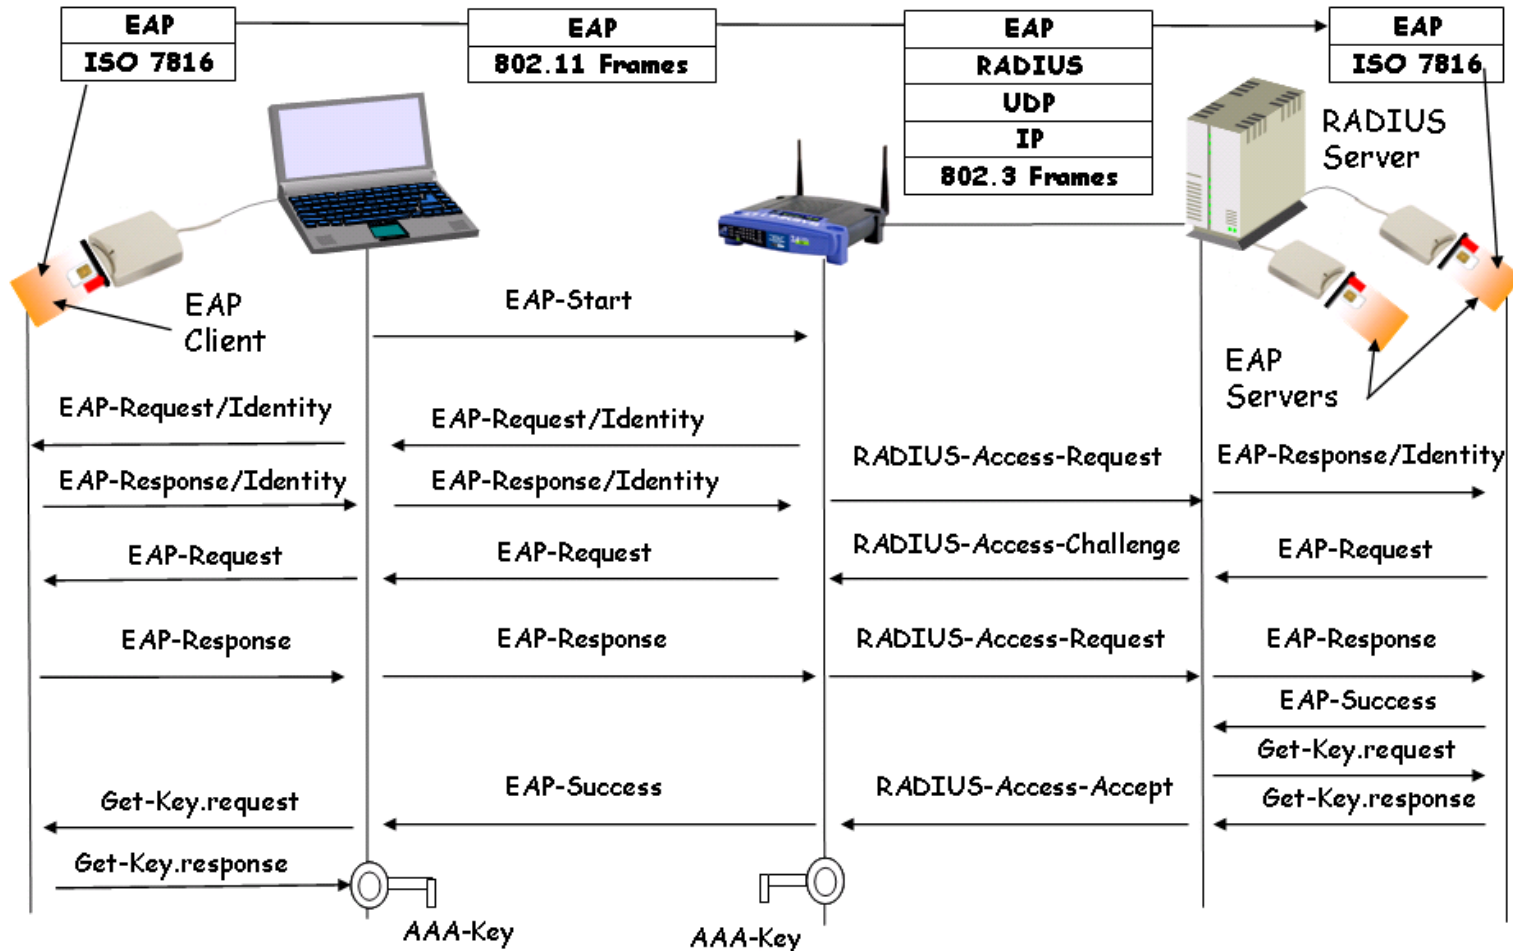 EAP
ISO 7816
EAP
802.11 Frames
EAP
RADIUS
UDP
IP
802.3 Frames
EAP
ISO 7816
RADIUS
Server
EAP
Client
EAP
Servers
EAP-Start
EAP-Request/Identity
EAP-Request/Identity
RADIUS-Access-Request
EAP-Response/Identity
EAP-Response/Identity
EAP-Response/Identity
EAP-Request
EAP-Request
RADIUS-Access-Challenge
EAP-Request
EAP-Response
EAP-Response
RADIUS-Access-Request
EAP-Response
EAP-Success
Get-Key.request
EAP-Success
RADIUS-Access-Accept
Get-Key.response
Get-Key.request
Get-Key.response
AAA-Key
AAA-Key